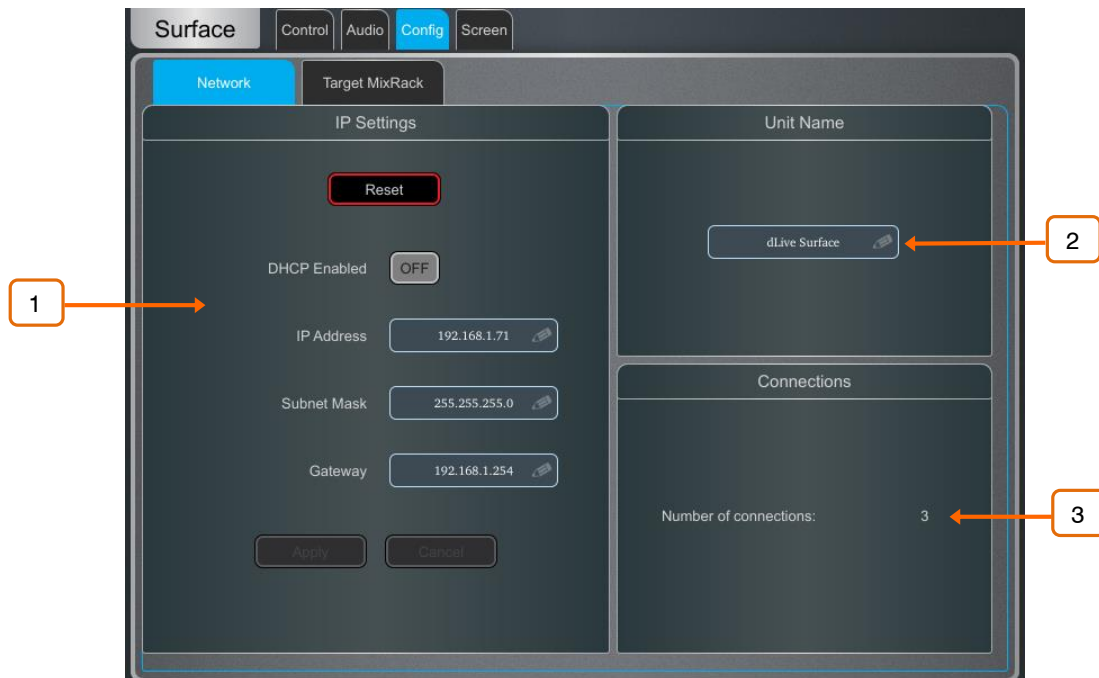 Surface
Control Audio Config Screen
Network Target MixRack
IP Settings
Reset
DHCP Enabled OFF
IP Address 192.168.1.71
Subnet Mask 255.255.255.0
Gateway 192.168.1.254
Apply Cancel
1
Unit Name
dLive Surface
2
Connections
Number of connections: 3
3